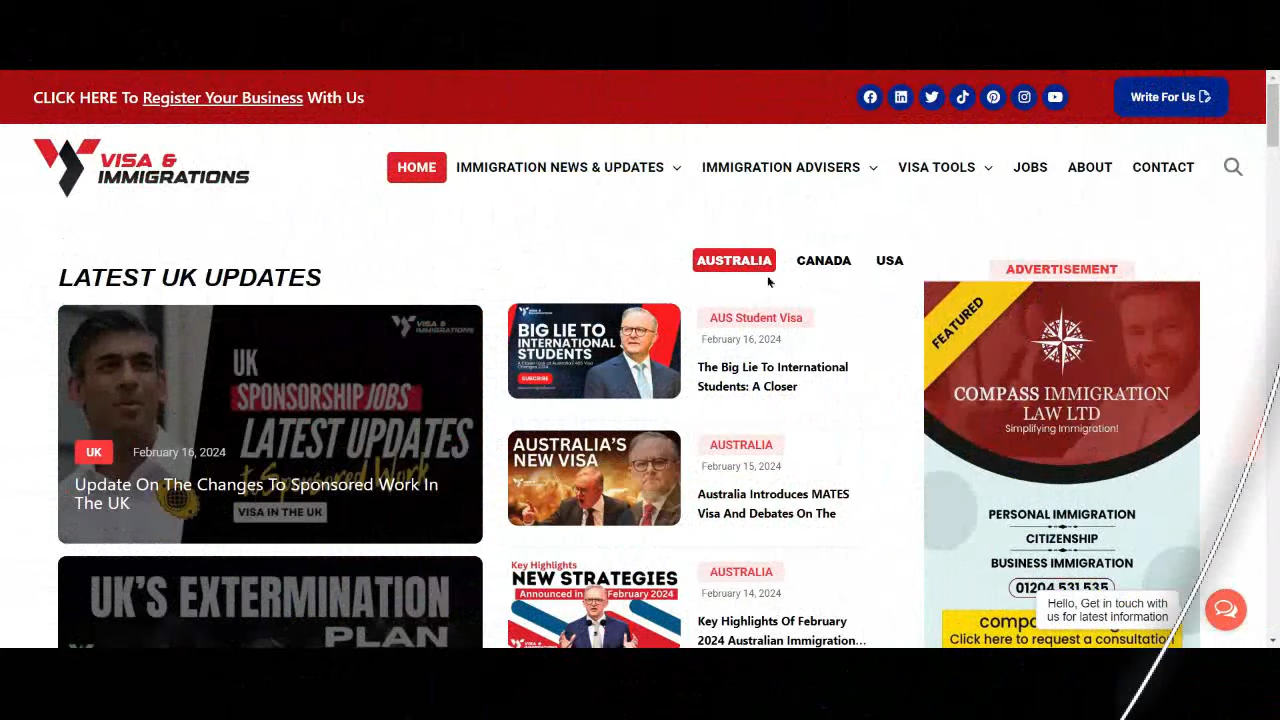 CLICK HERE To Register Your Business With Us
Write For Us
VISA &
IMMIGRATIONS
HOME
IMMIGRATION NEWS & UPDATES
IMMIGRATION ADVISERS
VISA TOOLS
JOBS
ABOUT
CONTACT
LATEST UK UPDATES
AUSTRALIA
CANADA
USA
VISA &
IMMIGRATIONS
UK
SPONSORSHIP JOBS
LATEST UPDATES
to Sponsored Work
VISA IN THE UK
UK
February 16, 2024
Update On The Changes To Sponsored Work In
The UK
UK'S EXTERMINATION
PLAN
BIG LIE TO
INTERNATIONAL
STUDENTS
SUBSCRIBE
AUS Student Visa
February 16, 2024
The Big Lie To International
Students: A Closer
AUSTRALIA'S
NEW VISA
AUSTRALIA
February 15, 2024
Australia Introduces MATES
Visa And Debates On The
Key Highlights
NEW STRATEGIES
Announced in February 2024
AUSTRALIA
February 14, 2024
Key Highlights Of February
2024 Australian Immigration...
ADVERTISEMENT
FEATURED
COMPASS IMMIGRATION
LAW LTD
Simplifying Immigration!
PERSONAL IMMIGRATION
CITIZENSHIP
BUSINESS IMMIGRATION
01204 531 535
Hello, Get in touch with
us for latest information
Click here to request a consultation